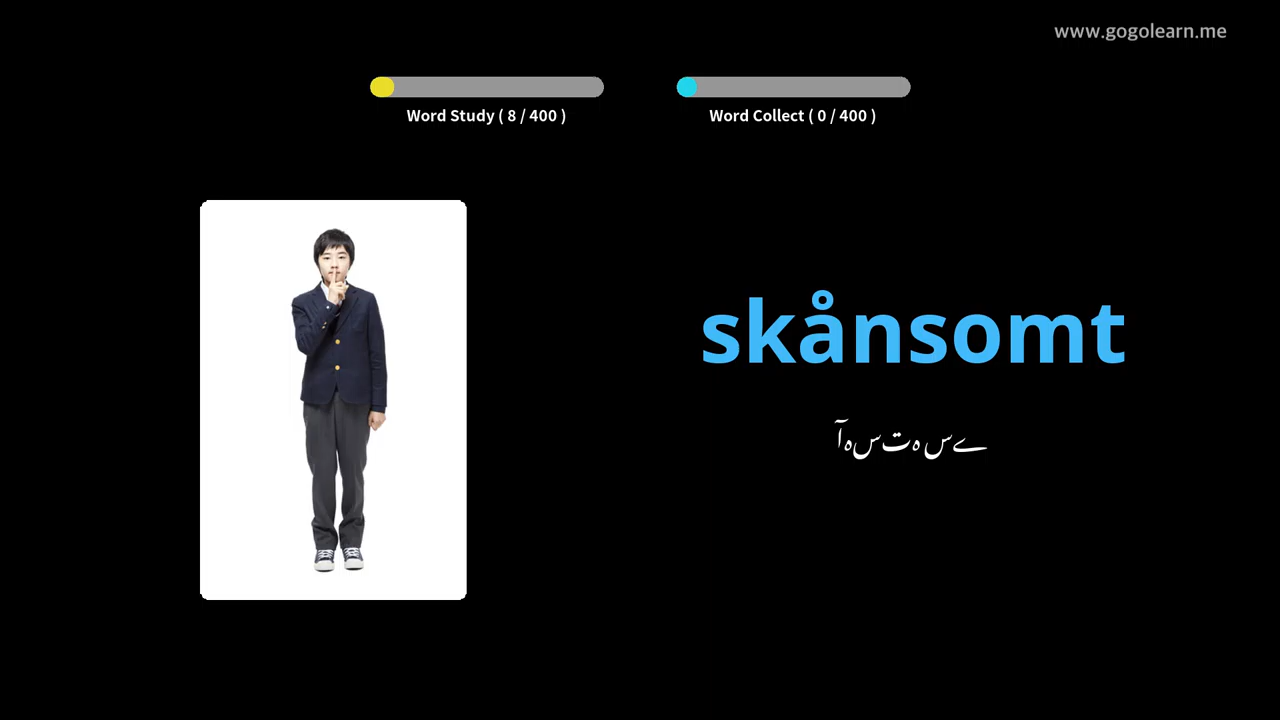 www.gogolearn.me
Word Study ( 8 / 400 )
Word Collect ( 0 / 400 )
skånsomt
آہستہ سے